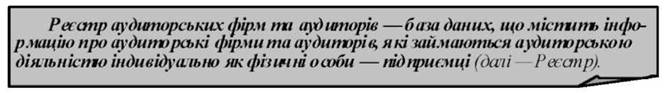 Реєстр аудиторських фірм та аудиторів — база даних, що містить інфо-
рмацію про аудиторські фірми та аудиторів, які займаються аудиторською
діяльністю індивідуально як фізичні особи — підприємці (далі — Реєстр).